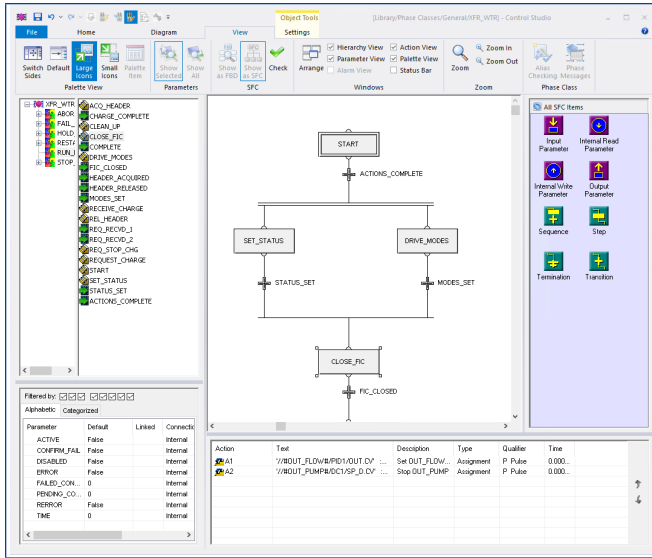 Object Tools
[Library/Phase Classes/General/XFR_WTR] - Control Studio
File Home Diagram View Settings
Switch Sides
Default
Large Icons
Small Icons
Palette Item
Show Selected
Show All
Show as FBD
Show as SFC
Check
Arrange
Hierarchy View
Action View
Parameter View
Palette View
Alarm View
Status Bar
Zoom
Zoom In
Zoom Out
Alias Checking
Phase Messages
Palette View Parameters SFC Windows Zoom Phase Class
XFR_WTR
ABOR
FAIL_
HOLD
RESTA
RUN_I
STOP_
ACQ_HEADER
CHARGE_COMPLETE
CLEAN_UP
CLOSE_FIC
COMPLETE
DRIVE_MODES
FIC_CLOSED
HEADER_ACQUIRED
HEADER_RELEASED
MODES_SET
RECEIVE_CHARGE
REL_HEADER
REQ_RECVD_1
REQ_RECVD_2
REQ_STOP_CHG
REQUEST_CHARGE
START
SET_STATUS
STATUS_SET
ACTIONS_COMPLETE
START
ACTIONS_COMPLETE
SET_STATUS DRIVE_MODES
STATUS_SET MODES_SET
CLOSE_FIC
FIC_CLOSED
All SFC Items
Input Parameter
Internal Read Parameter
Internal Write Parameter
Output Parameter
Sequence Step
Termination Transition
Filtered by:
Alphabetic Categorized
Parameter Default Linked Connectic
ACTIVE False Internal
CONFIRM_FAIL False Internal
DISABLED False Internal
ERROR False Internal
FAILED_CON... 0 Internal
PENDING_CO... 0 Internal
RERROR False Internal
TIME 0 Internal
Action Text Description Type Qualifier Time
A1 '//#OUT_FLOW#/PID1/OUT.CV' :... Set OUT_FLOW... Assignment P Pulse 0.000...
A2 '//#OUT_PUMP#/DC1/SP_D.CV' :... Stop OUT_PUMP Assignment P Pulse 0.000...